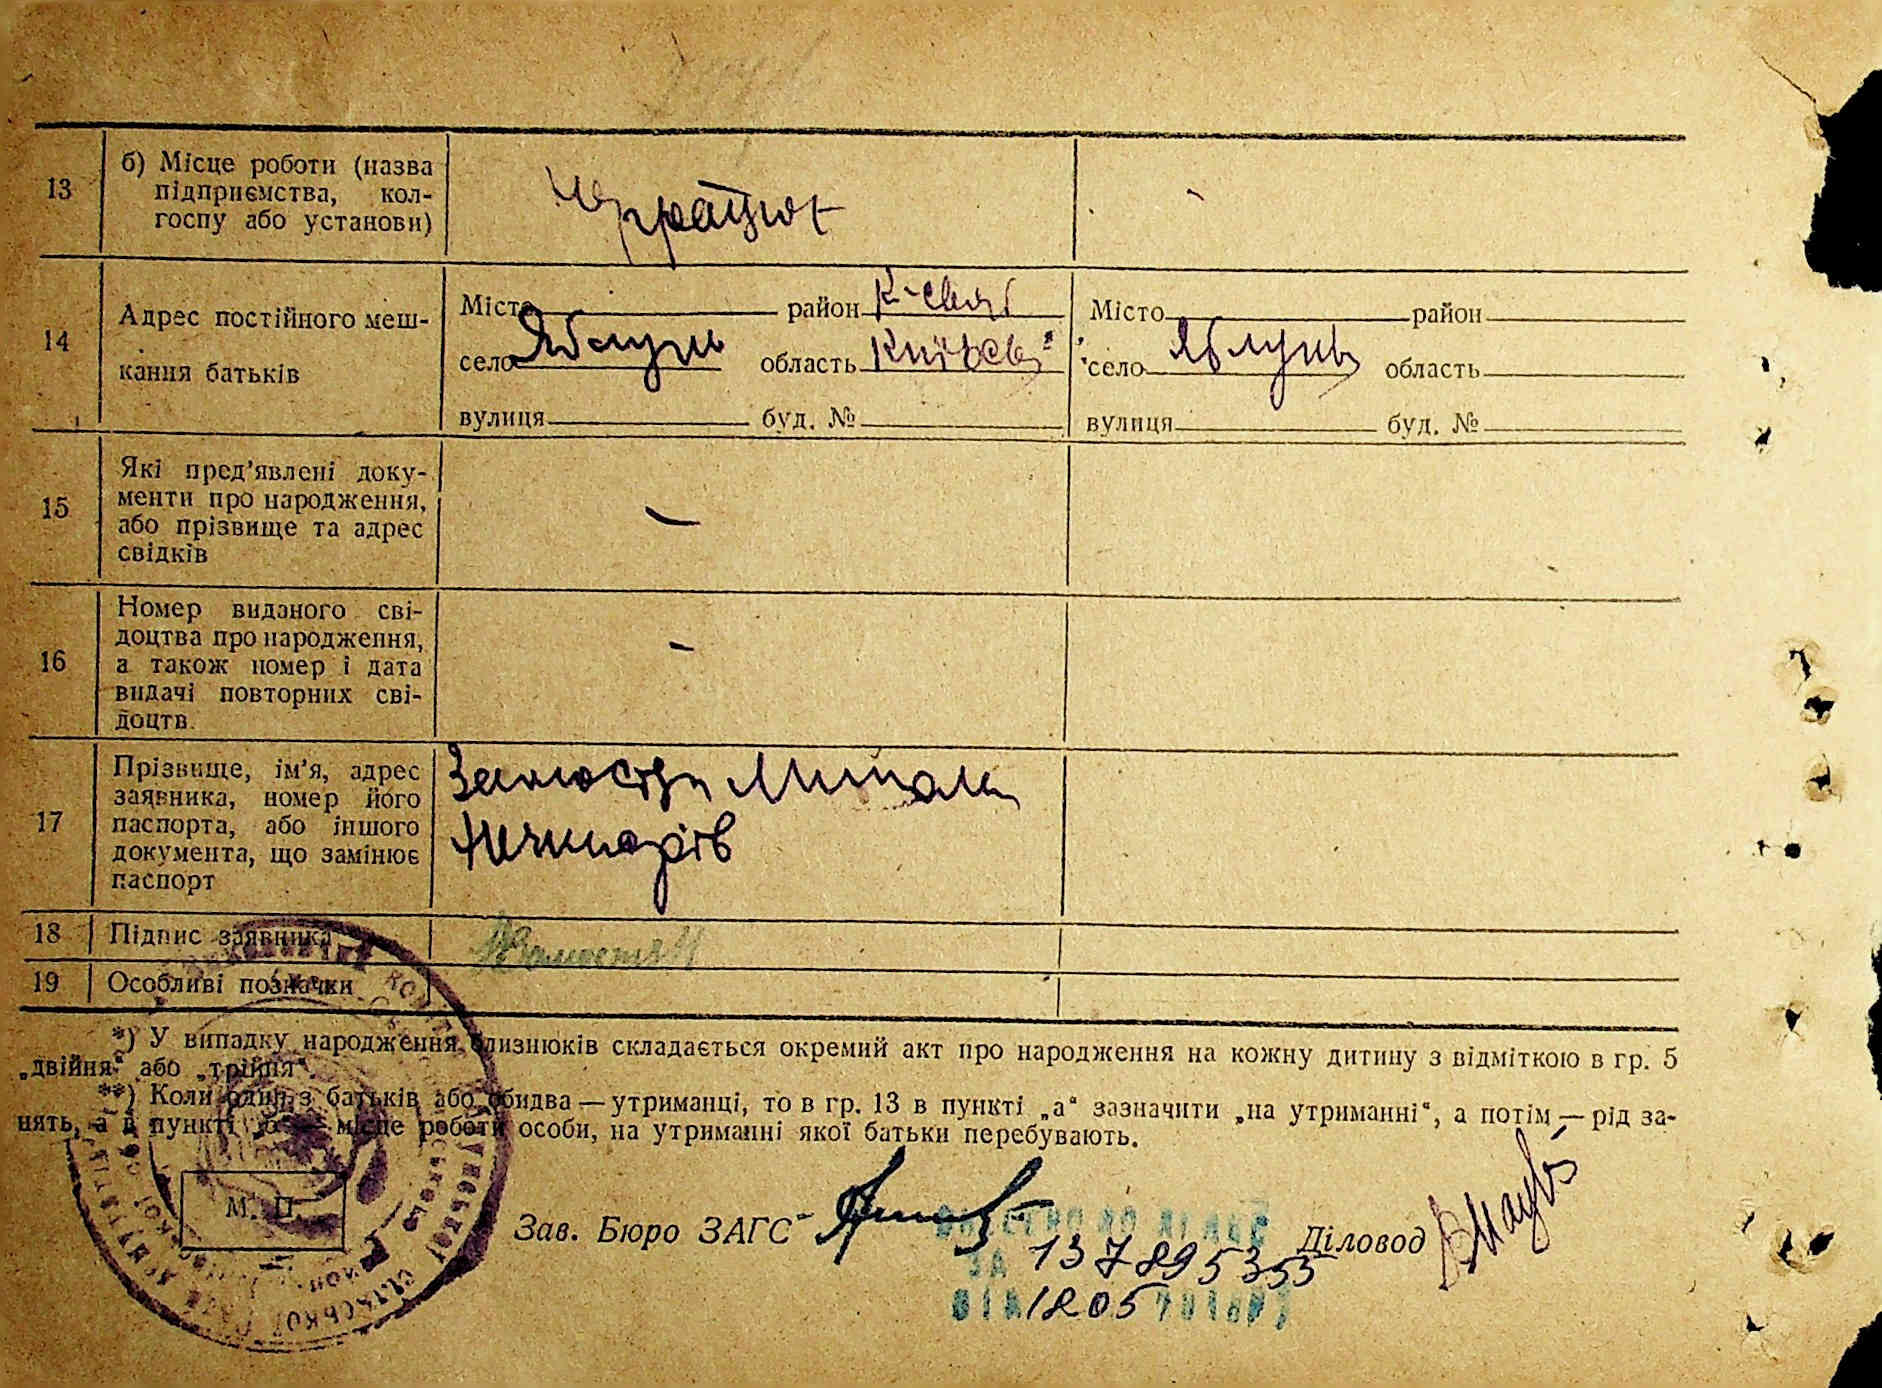 13
б) Місце роботи (назва
підприємства, кол-
госпу або установи)
14
Адрес постійного меш-
кання батьків
Місто район К-Свят
село Яблунь область Київськ
вулиця буд. №
Місто район
село Яблунь область
вулиця буд. №
15
Які пред'явлені доку-
менти про народження,
або прізвище та адрес
свідків
—
16
Номер виданого сві-
доцтва про народження,
а також номер і дата
видачі повторних сві-
доцтв.
-
17
Прізвище, ім'я, адрес
заявника, номер його
паспорта, або іншого
документа, що замінює
паспорт
18
Підпис заявника
19
Особливі позначки
*) У випадку народження близнюків складається окремий акт про народження на кожну дитину з відміткою в гр. 5
„двійня“ або „трійня“.
**) Коли один з батьків або обидва — утриманці, то в гр. 13 в пункті „а“ зазначити „на утриманні“, а потім — рід за-
нять, а в пункті „б“ — місце роботи особи, на утриманні якої батьки перебувають.
М. П.
Зав. Бюро ЗАГС
Діловод
137895353
1805